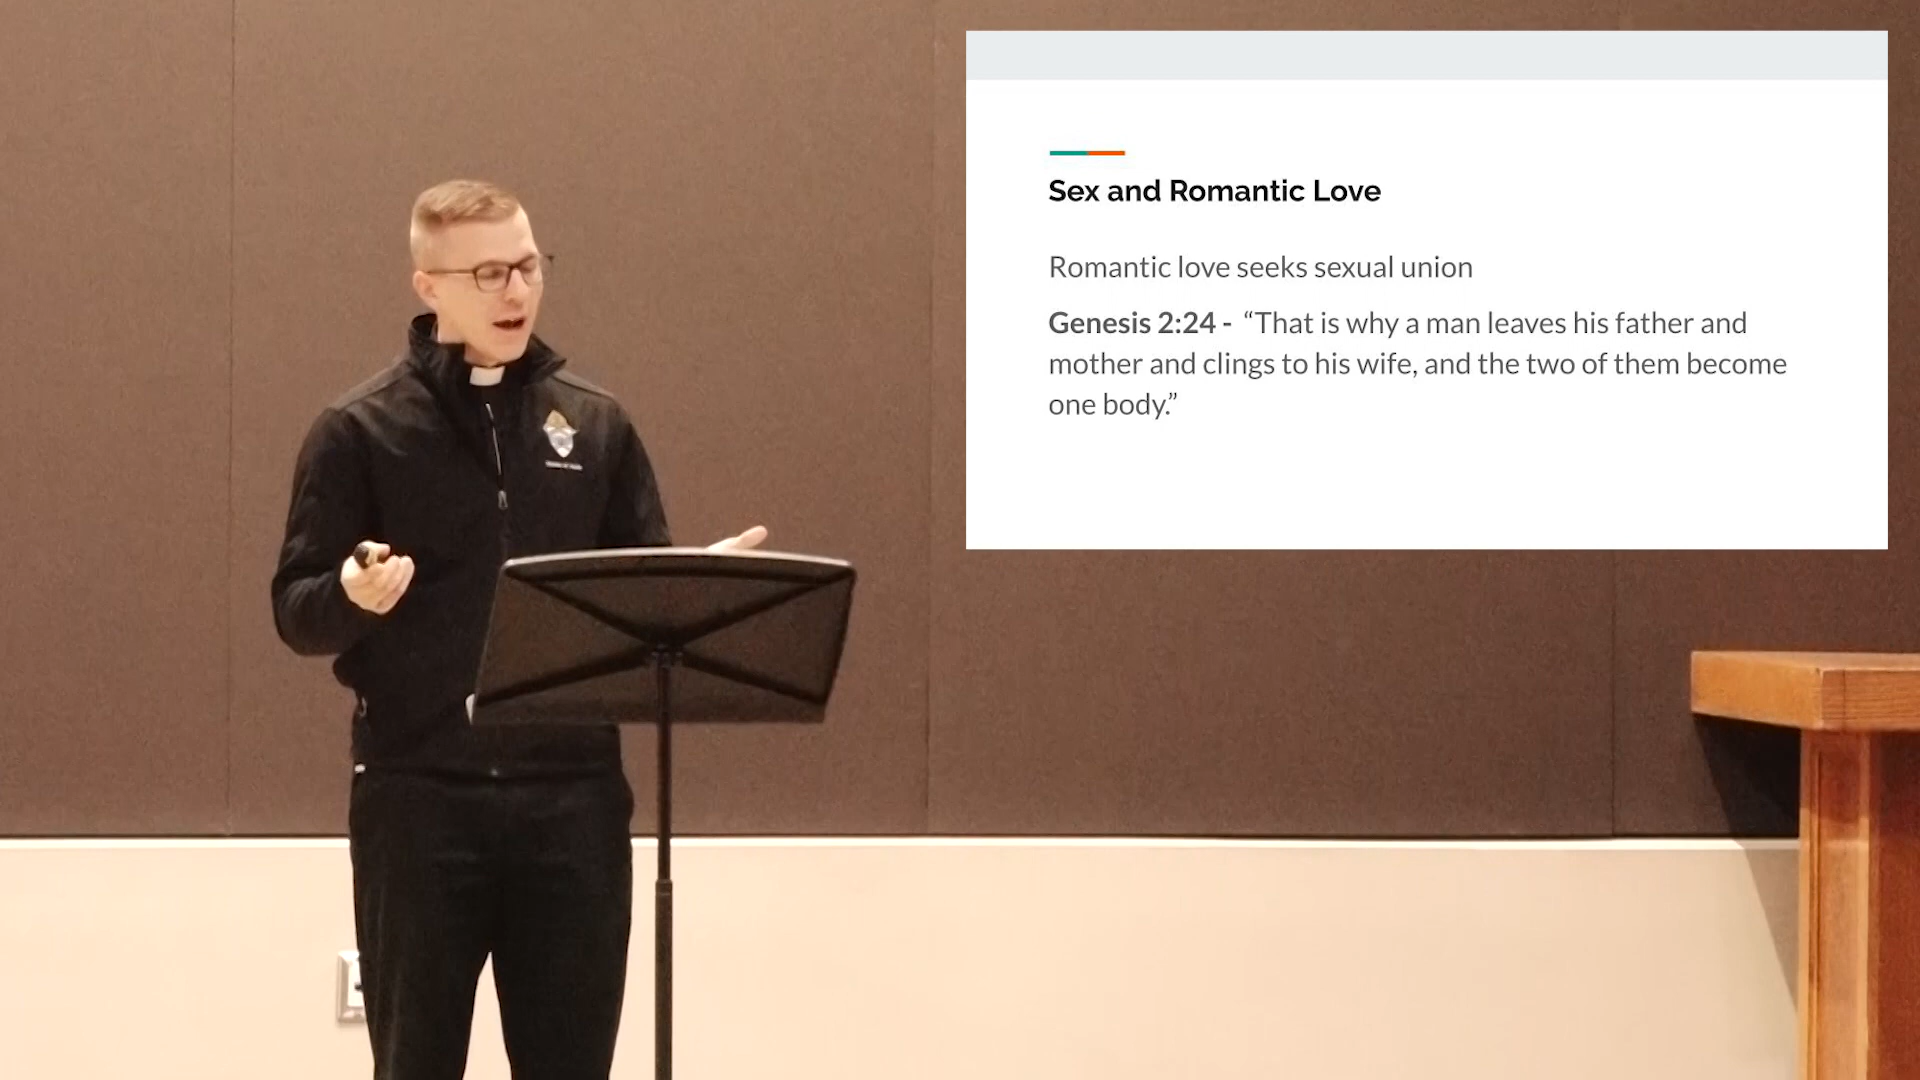 Sex and Romantic Love
Romantic love seeks sexual union
Genesis 2:24 - “That is why a man leaves his father and
mother and clings to his wife, and the two of them become
one body.”